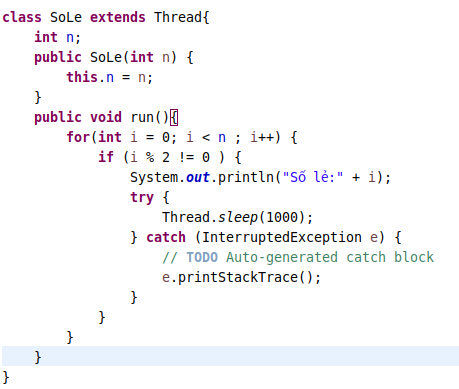 class SoLe extends Thread{
    int n;
    public SoLe(int n) {
        this.n = n;
    }
    public void run(){
        for(int i = 0; i < n ; i++) {
            if (i % 2 != 0 ) {
                System.out.println("Số lẻ:" + i);
                try {
                    Thread.sleep(1000);
                } catch (InterruptedException e) {
                    // TODO Auto-generated catch block
                    e.printStackTrace();
                }
            }
        }
    }
}